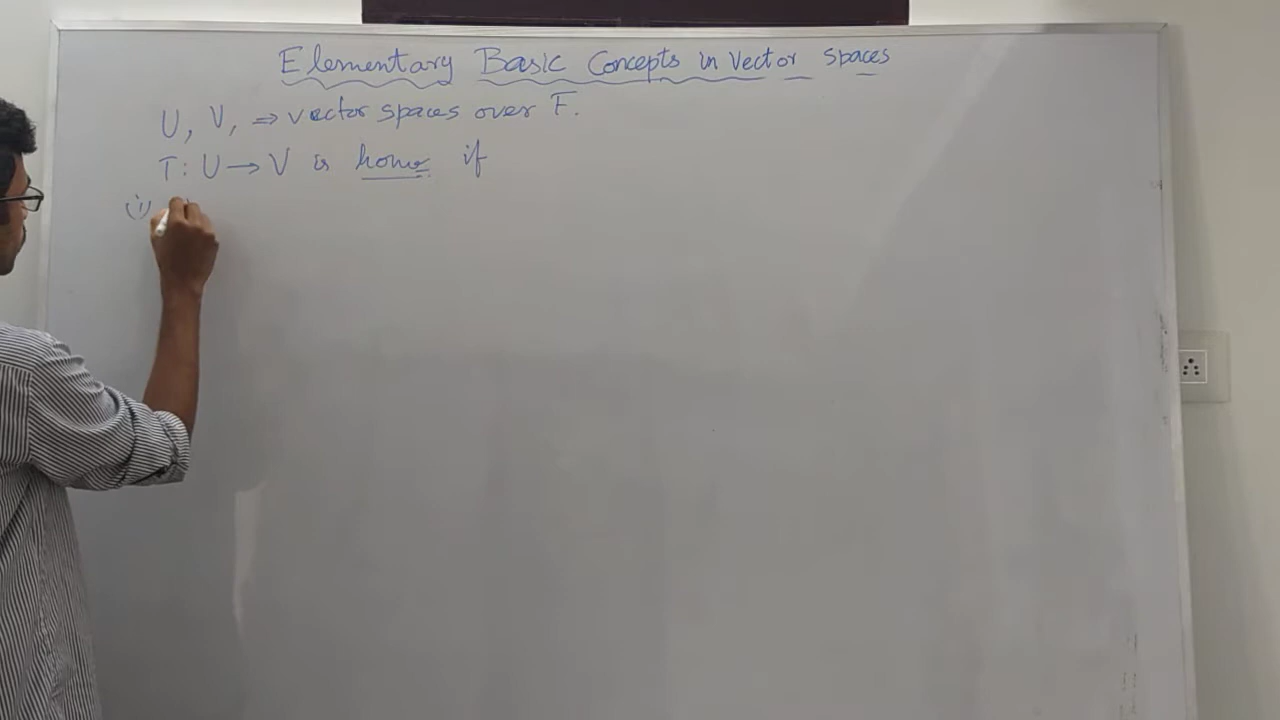 Elementary Basic Concepts in Vector Spaces
U, V, ⇒ vector spaces over F.
T: U → V is homo if
(i)